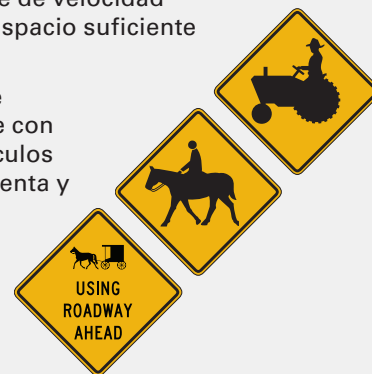 e de velocidad
spacio suficiente
e
e con
culos
enta y
USING
ROADWAY
AHEAD